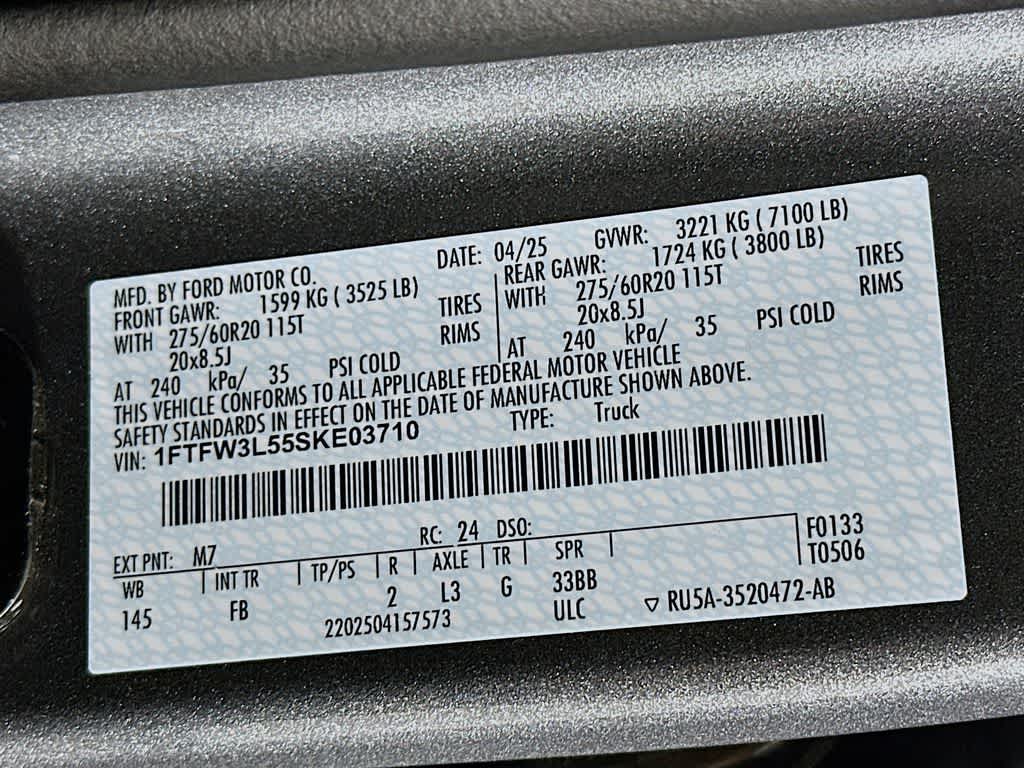 MFD. BY FORD MOTOR CO. DATE: 04/25 GVWR: 3221 KG ( 7100 LB)
FRONT GAWR: 1599 KG ( 3525 LB) REAR GAWR: 1724 KG ( 3800 LB)
WITH 275/60R20 115T TIRES WITH 275/60R20 115T TIRES
20x8.5J RIMS 20x8.5J RIMS
AT 240 kPa/ 35 PSI COLD AT 240 kPa/ 35 PSI COLD
THIS VEHICLE CONFORMS TO ALL APPLICABLE FEDERAL MOTOR VEHICLE
SAFETY STANDARDS IN EFFECT ON THE DATE OF MANUFACTURE SHOWN ABOVE.
VIN: 1FTFW3L55SKE03710 TYPE: Truck
EXT PNT: M7 RC: 24 DSO: F0133
WB INT TR TP/PS R AXLE TR SPR T0506
145 FB 2 L3 G 33BB
2202504157573 ULC ▽ RU5A-3520472-AB